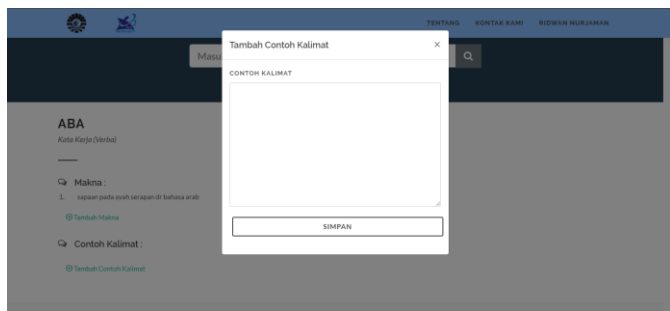 TENTANG KONTAK KAMI RIDWAN NURJAMAN
Tambah Contoh Kalimat ×
Masu
CONTOH KALIMAT
ABA
Kata Kerja (Verba)
Makna :
1. sapaan pada ayah serapan dr bahasa arab
Tambah Makna
SIMPAN
Contoh Kalimat :
Tambah Contoh Kalimat